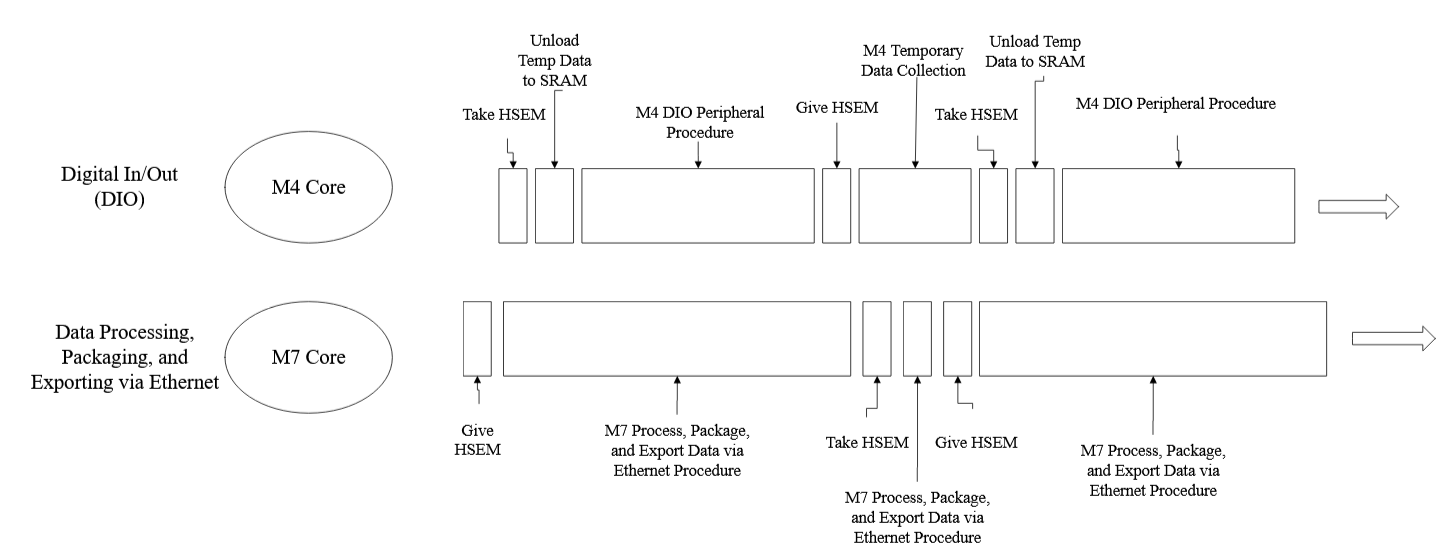 Unload
Temp Data
to SRAM
Take HSEM
M4 DIO Peripheral
Procedure
Give HSEM
M4 Temporary
Data Collection
Take HSEM
Unload Temp
Data to SRAM
M4 DIO Peripheral Procedure
Digital In/Out
(DIO)
M4 Core
Data Processing,
Packaging, and
Exporting via Ethernet
M7 Core
Give
HSEM
M7 Process, Package,
and Export Data via
Ethernet Procedure
Take HSEM
M7 Process, Package,
and Export Data via
Ethernet Procedure
Give HSEM
M7 Process, Package,
and Export Data via
Ethernet Procedure